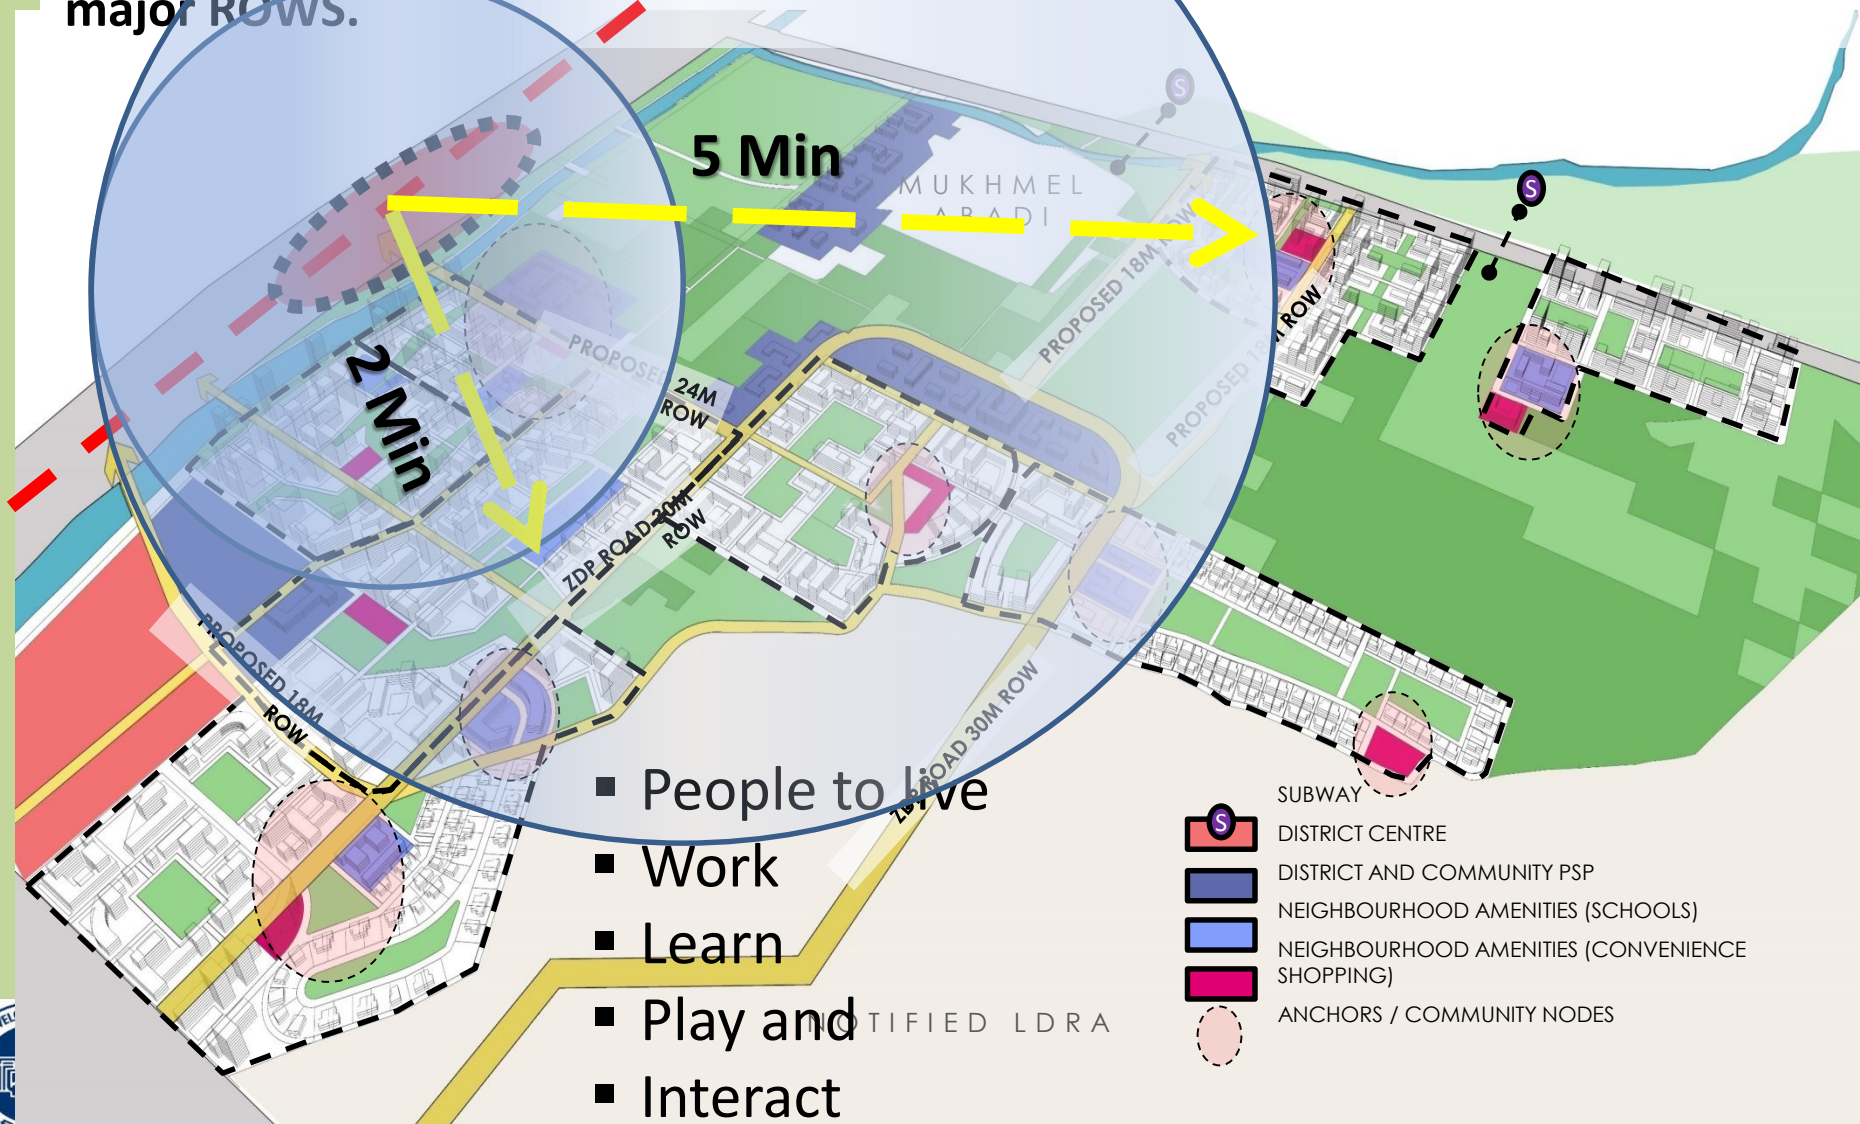 major ROWS.
S
5 Min
MUKHMEL
ABADI
S
PROPOSED 18M ROW
ROW
PROPOSED 18
2 Min
PROPOSED 24M
ROW
ZDP ROAD 30M
ROW
PROPOSED 18M
ROW
ROAD 30M ROW
▪ People to live
▪ Work
▪ Learn
▪ Play and
▪ Interact
NOTIFIED LDRA
SUBWAY
S
DISTRICT CENTRE
DISTRICT AND COMMUNITY PSP
NEIGHBOURHOOD AMENITIES (SCHOOLS)
NEIGHBOURHOOD AMENITIES (CONVENIENCE
SHOPPING)
ANCHORS / COMMUNITY NODES